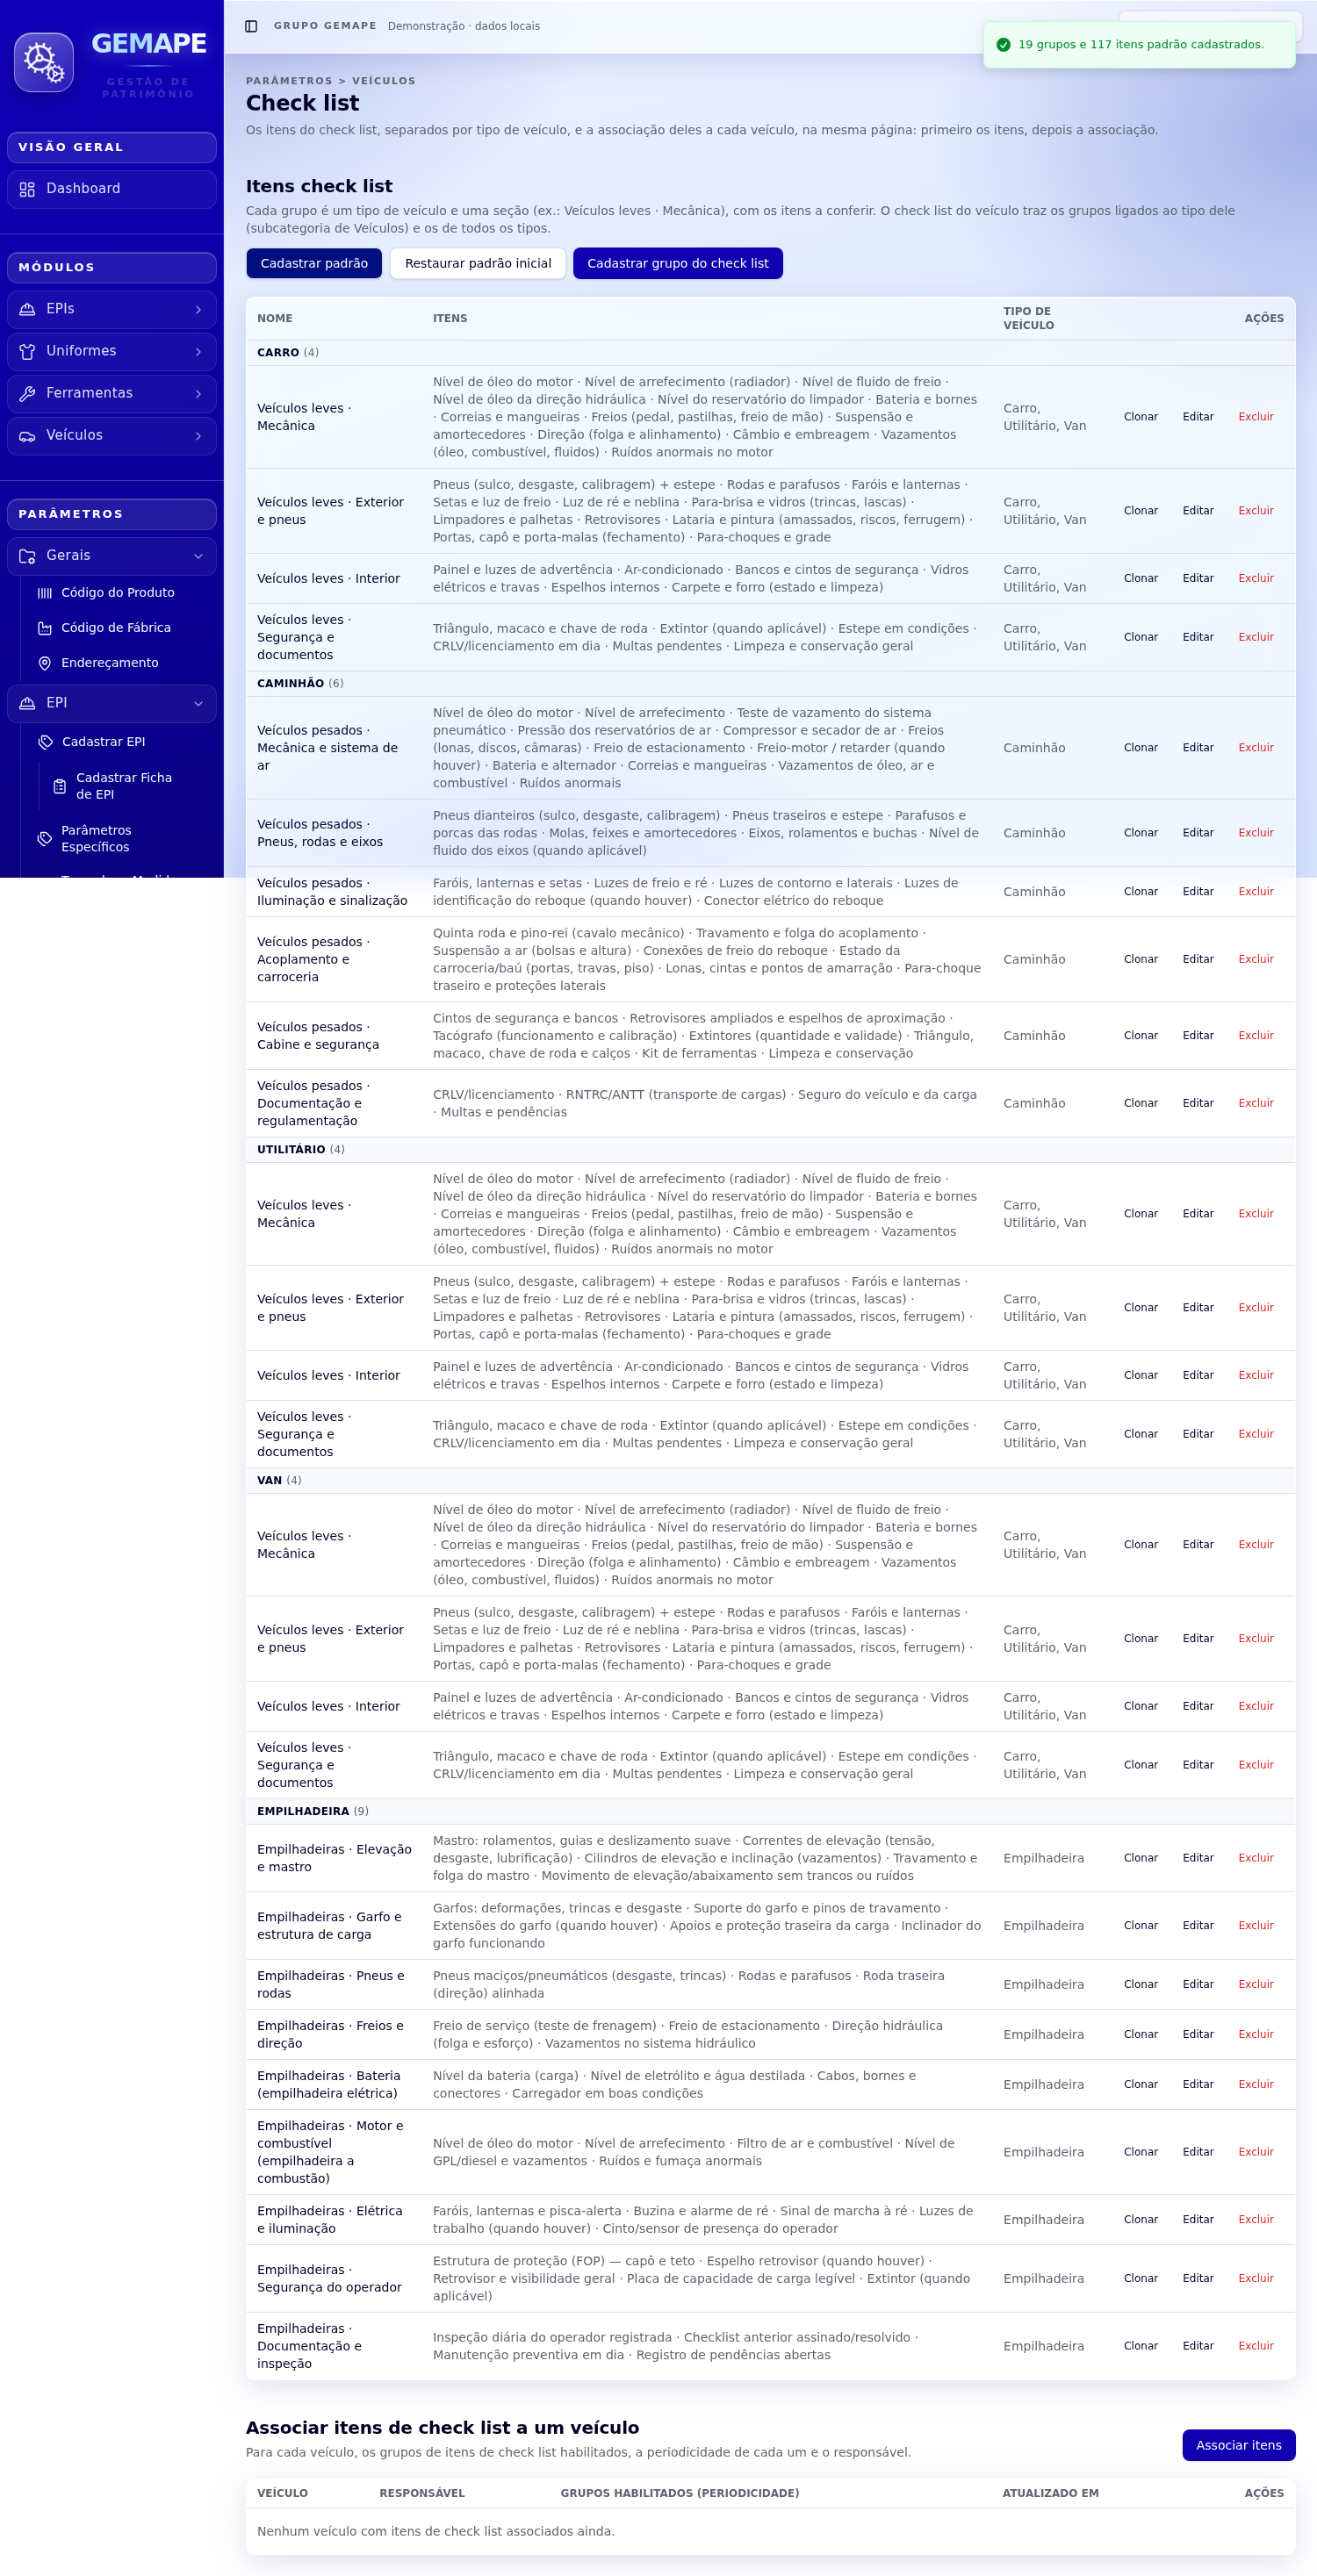 GEMAPE
GESTÃO DE
PATRIMÔNIO
VISÃO GERAL
Dashboard
MÓDULOS
EPIs
Uniformes
Ferramentas
Veículos
PARÂMETROS
Gerais
Código do Produto
Código de Fábrica
Endereçamento
EPI
Cadastrar EPI
Cadastrar Ficha
de EPI
Parâmetros
Específicos
GRUPO GEMAPE Demonstração · dados locais
19 grupos e 117 itens padrão cadastrados.
PARÂMETROS > VEÍCULOS
Check list
Os itens do check list, separados por tipo de veículo, e a associação deles a cada veículo, na mesma página: primeiro os itens, depois a associação.
Itens check list
Cada grupo é um tipo de veículo e uma seção (ex.: Veículos leves · Mecânica), com os itens a conferir. O check list do veículo traz os grupos ligados ao tipo dele
(subcategoria de Veículos) e os de todos os tipos.
Cadastrar padrão Restaurar padrão inicial Cadastrar grupo do check list
NOME ITENS TIPO DE VEÍCULO AÇÕES
CARRO (4)
Veículos leves ·
Mecânica
Nível de óleo do motor · Nível de arrefecimento (radiador) · Nível de fluido de freio ·
Nível de óleo da direção hidráulica · Nível do reservatório do limpador · Bateria e bornes
· Correias e mangueiras · Freios (pedal, pastilhas, freio de mão) · Suspensão e
amortecedores · Direção (folga e alinhamento) · Câmbio e embreagem · Vazamentos
(óleo, combustível, fluidos) · Ruídos anormais no motor
Carro,
Utilitário, Van
Clonar Editar Excluir
Veículos leves · Exterior
e pneus
Pneus (sulco, desgaste, calibragem) + estepe · Rodas e parafusos · Faróis e lanternas ·
Setas e luz de freio · Luz de ré e neblina · Para-brisa e vidros (trincas, lascas) ·
Limpadores e palhetas · Retrovisores · Lataria e pintura (amassados, riscos, ferrugem) ·
Portas, capô e porta-malas (fechamento) · Para-choques e grade
Carro,
Utilitário, Van
Clonar Editar Excluir
Veículos leves · Interior
Painel e luzes de advertência · Ar-condicionado · Bancos e cintos de segurança · Vidros
elétricos e travas · Espelhos internos · Carpete e forro (estado e limpeza)
Carro,
Utilitário, Van
Clonar Editar Excluir
Veículos leves ·
Segurança e
documentos
Triângulo, macaco e chave de roda · Extintor (quando aplicável) · Estepe em condições ·
CRLV/licenciamento em dia · Multas pendentes · Limpeza e conservação geral
Carro,
Utilitário, Van
Clonar Editar Excluir
CAMINHÃO (6)
Veículos pesados ·
Mecânica e sistema de
ar
Nível de óleo do motor · Nível de arrefecimento · Teste de vazamento do sistema
pneumático · Pressão dos reservatórios de ar · Compressor e secador de ar · Freios
(lonas, discos, câmaras) · Freio de estacionamento · Freio-motor / retarder (quando
houver) · Bateria e alternador · Correias e mangueiras · Vazamentos de óleo, ar e
combustível · Ruídos anormais
Caminhão
Clonar Editar Excluir
Veículos pesados ·
Pneus, rodas e eixos
Pneus dianteiros (sulco, desgaste, calibragem) · Pneus traseiros e estepe · Parafusos e
porcas das rodas · Molas, feixes e amortecedores · Eixos, rolamentos e buchas · Nível de
fluido dos eixos (quando aplicável)
Caminhão
Clonar Editar Excluir
Veículos pesados ·
Iluminação e sinalização
Faróis, lanternas e setas · Luzes de freio e ré · Luzes de contorno e laterais · Luzes de
identificação do reboque (quando houver) · Conector elétrico do reboque
Caminhão
Clonar Editar Excluir
Veículos pesados ·
Acoplamento e
carroceria
Quinta roda e pino-rei (cavalo mecânico) · Travamento e folga do acoplamento ·
Suspensão a ar (bolsas e altura) · Conexões de freio do reboque · Estado da
carroceria/baú (portas, travas, piso) · Lonas, cintas e pontos de amarração · Para-choque
traseiro e proteções laterais
Caminhão
Clonar Editar Excluir
Veículos pesados ·
Cabine e segurança
Cintos de segurança e bancos · Retrovisores ampliados e espelhos de aproximação ·
Tacógrafo (funcionamento e calibração) · Extintores (quantidade e validade) · Triângulo,
macaco, chave de roda e calços · Kit de ferramentas · Limpeza e conservação
Caminhão
Clonar Editar Excluir
Veículos pesados ·
Documentação e
regulamentação
CRLV/licenciamento · RNTRC/ANTT (transporte de cargas) · Seguro do veículo e da carga
· Multas e pendências
Caminhão
Clonar Editar Excluir
UTILITÁRIO (4)
Veículos leves ·
Mecânica
Nível de óleo do motor · Nível de arrefecimento (radiador) · Nível de fluido de freio ·
Nível de óleo da direção hidráulica · Nível do reservatório do limpador · Bateria e bornes
· Correias e mangueiras · Freios (pedal, pastilhas, freio de mão) · Suspensão e
amortecedores · Direção (folga e alinhamento) · Câmbio e embreagem · Vazamentos
(óleo, combustível, fluidos) · Ruídos anormais no motor
Carro,
Utilitário, Van
Clonar Editar Excluir
Veículos leves · Exterior
e pneus
Pneus (sulco, desgaste, calibragem) + estepe · Rodas e parafusos · Faróis e lanternas ·
Setas e luz de freio · Luz de ré e neblina · Para-brisa e vidros (trincas, lascas) ·
Limpadores e palhetas · Retrovisores · Lataria e pintura (amassados, riscos, ferrugem) ·
Portas, capô e porta-malas (fechamento) · Para-choques e grade
Carro,
Utilitário, Van
Clonar Editar Excluir
Veículos leves · Interior
Painel e luzes de advertência · Ar-condicionado · Bancos e cintos de segurança · Vidros
elétricos e travas · Espelhos internos · Carpete e forro (estado e limpeza)
Carro,
Utilitário, Van
Clonar Editar Excluir
Veículos leves ·
Segurança e
documentos
Triângulo, macaco e chave de roda · Extintor (quando aplicável) · Estepe em condições ·
CRLV/licenciamento em dia · Multas pendentes · Limpeza e conservação geral
Carro,
Utilitário, Van
Clonar Editar Excluir
VAN (4)
Veículos leves ·
Mecânica
Nível de óleo do motor · Nível de arrefecimento (radiador) · Nível de fluido de freio ·
Nível de óleo da direção hidráulica · Nível do reservatório do limpador · Bateria e bornes
· Correias e mangueiras · Freios (pedal, pastilhas, freio de mão) · Suspensão e
amortecedores · Direção (folga e alinhamento) · Câmbio e embreagem · Vazamentos
(óleo, combustível, fluidos) · Ruídos anormais no motor
Carro,
Utilitário, Van
Clonar Editar Excluir
Veículos leves · Exterior
e pneus
Pneus (sulco, desgaste, calibragem) + estepe · Rodas e parafusos · Faróis e lanternas ·
Setas e luz de freio · Luz de ré e neblina · Para-brisa e vidros (trincas, lascas) ·
Limpadores e palhetas · Retrovisores · Lataria e pintura (amassados, riscos, ferrugem) ·
Portas, capô e porta-malas (fechamento) · Para-choques e grade
Carro,
Utilitário, Van
Clonar Editar Excluir
Veículos leves · Interior
Painel e luzes de advertência · Ar-condicionado · Bancos e cintos de segurança · Vidros
elétricos e travas · Espelhos internos · Carpete e forro (estado e limpeza)
Carro,
Utilitário, Van
Clonar Editar Excluir
Veículos leves ·
Segurança e
documentos
Triângulo, macaco e chave de roda · Extintor (quando aplicável) · Estepe em condições ·
CRLV/licenciamento em dia · Multas pendentes · Limpeza e conservação geral
Carro,
Utilitário, Van
Clonar Editar Excluir
EMPILHADEIRA (9)
Empilhadeiras · Elevação
e mastro
Mastro: rolamentos, guias e deslizamento suave · Correntes de elevação (tensão,
desgaste, lubrificação) · Cilindros de elevação e inclinação (vazamentos) · Travamento e
folga do mastro · Movimento de elevação/abaixamento sem trancos ou ruídos
Empilhadeira
Clonar Editar Excluir
Empilhadeiras · Garfo e
estrutura de carga
Garfos: deformações, trincas e desgaste · Suporte do garfo e pinos de travamento ·
Extensões do garfo (quando houver) · Apoios e proteção traseira da carga · Inclinador do
garfo funcionando
Empilhadeira
Clonar Editar Excluir
Empilhadeiras · Pneus e
rodas
Pneus maciços/pneumáticos (desgaste, trincas) · Rodas e parafusos · Roda traseira
(direção) alinhada
Empilhadeira
Clonar Editar Excluir
Empilhadeiras · Freios e
direção
Freio de serviço (teste de frenagem) · Freio de estacionamento · Direção hidráulica
(folga e esforço) · Vazamentos no sistema hidráulico
Empilhadeira
Clonar Editar Excluir
Empilhadeiras · Bateria
(empilhadeira elétrica)
Nível da bateria (carga) · Nível de eletrólito e água destilada · Cabos, bornes e
conectores · Carregador em boas condições
Empilhadeira
Clonar Editar Excluir
Empilhadeiras · Motor e
combustível
(empilhadeira a
combustão)
Nível de óleo do motor · Nível de arrefecimento · Filtro de ar e combustível · Nível de
GPL/diesel e vazamentos · Ruídos e fumaça anormais
Empilhadeira
Clonar Editar Excluir
Empilhadeiras · Elétrica
e iluminação
Faróis, lanternas e pisca-alerta · Buzina e alarme de ré · Sinal de marcha à ré · Luzes de
trabalho (quando houver) · Cinto/sensor de presença do operador
Empilhadeira
Clonar Editar Excluir
Empilhadeiras ·
Segurança do operador
Estrutura de proteção (FOP) — capô e teto · Espelho retrovisor (quando houver) ·
Retrovisor e visibilidade geral · Placa de capacidade de carga legível · Extintor (quando
aplicável)
Empilhadeira
Clonar Editar Excluir
Empilhadeiras ·
Documentação e
inspeção
Inspeção diária do operador registrada · Checklist anterior assinado/resolvido ·
Manutenção preventiva em dia · Registro de pendências abertas
Empilhadeira
Clonar Editar Excluir
Associar itens de check list a um veículo
Para cada veículo, os grupos de itens de check list habilitados, a periodicidade de cada um e o responsável.
Associar itens
VEÍCULO RESPONSÁVEL GRUPOS HABILITADOS (PERIODICIDADE) ATUALIZADO EM AÇÕES
Nenhum veículo com itens de check list associados ainda.